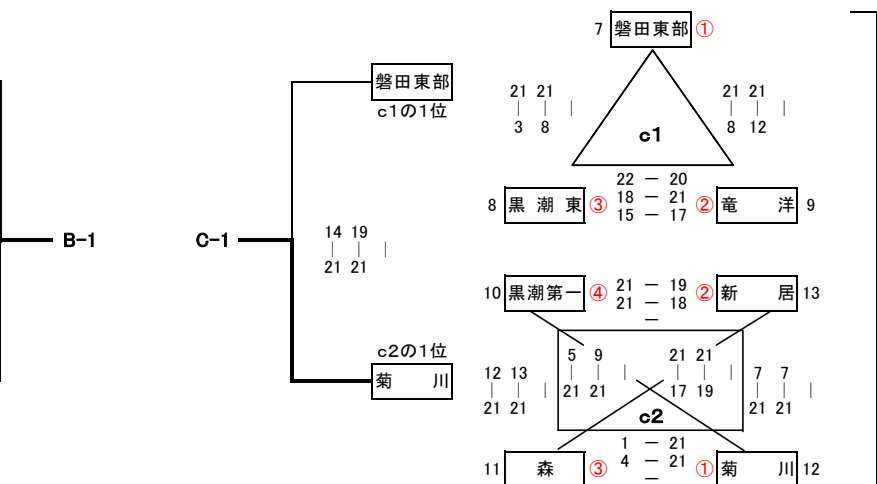 7 磐田東部 ①
磐田東部
c1の1位
21 21
| | |
3 8
21 21
| | |
8 12
c1
22 － 20
18 － 21
15 － 17
8 黒潮東 ③
② 竜洋 9
B-1
C-1
14 19
| | |
21 21
10 黒潮第一 ④
21 － 19
21 － 18
－
② 新居 13
c2の1位
菊川
12 13
| | |
21 21
5 9
| | |
21 21
21 21
| | |
17 19
7 7
| | |
21 21
c2
1 － 21
4 － 21
－
11 森 ③
① 菊川 12